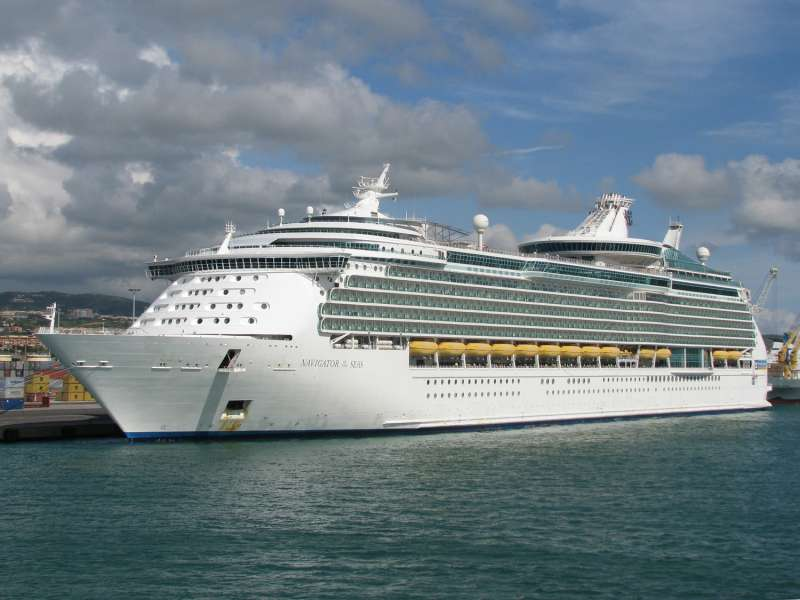 NAVIGATOR OF THE SEAS